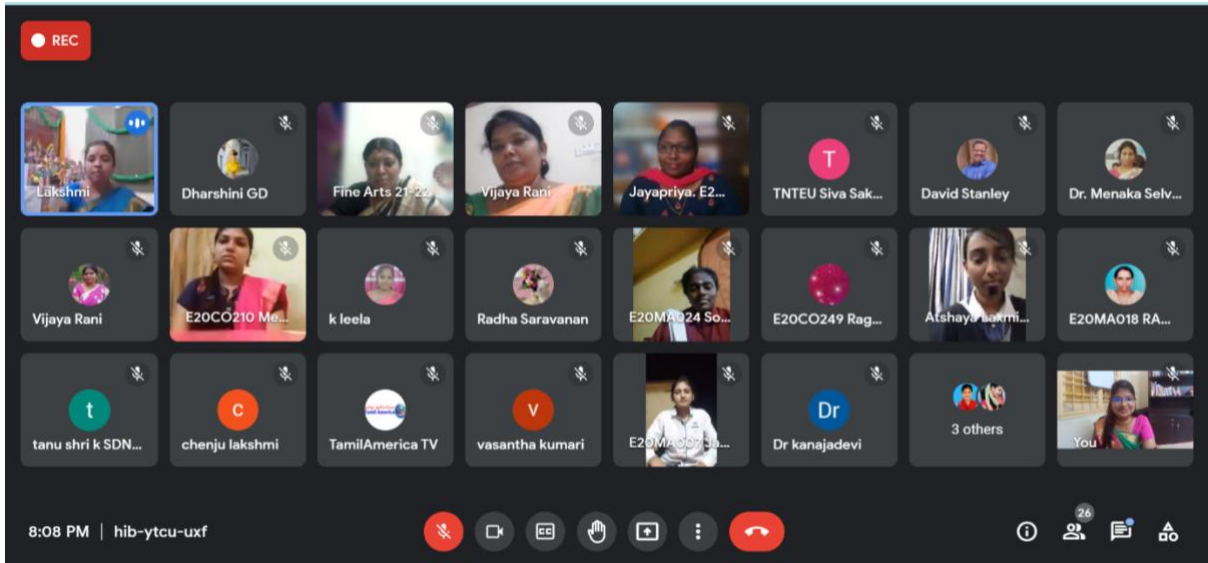 REC
Lakshmi
Dharshini GD
Fine Arts 21-22...
Vijaya Rani
Jayapriya. E2...
T
TNTEU Siva Sak...
David Stanley
Dr. Menaka Selv...
Vijaya Rani
E20CO210 Me...
k leela
Radha Saravanan
E20MA024 So...
E20CO249 Rag...
Atshaya Laxmi...
E20MA018 RA...
t
tanu shri k SDN...
c
chenju lakshmi
TamilAmerica TV
v
vasantha kumari
E20MA007 Ja...
Dr
Dr kanajadevi
3 others
You
8:08 PM | hib-ytcu-uxf
CC
26